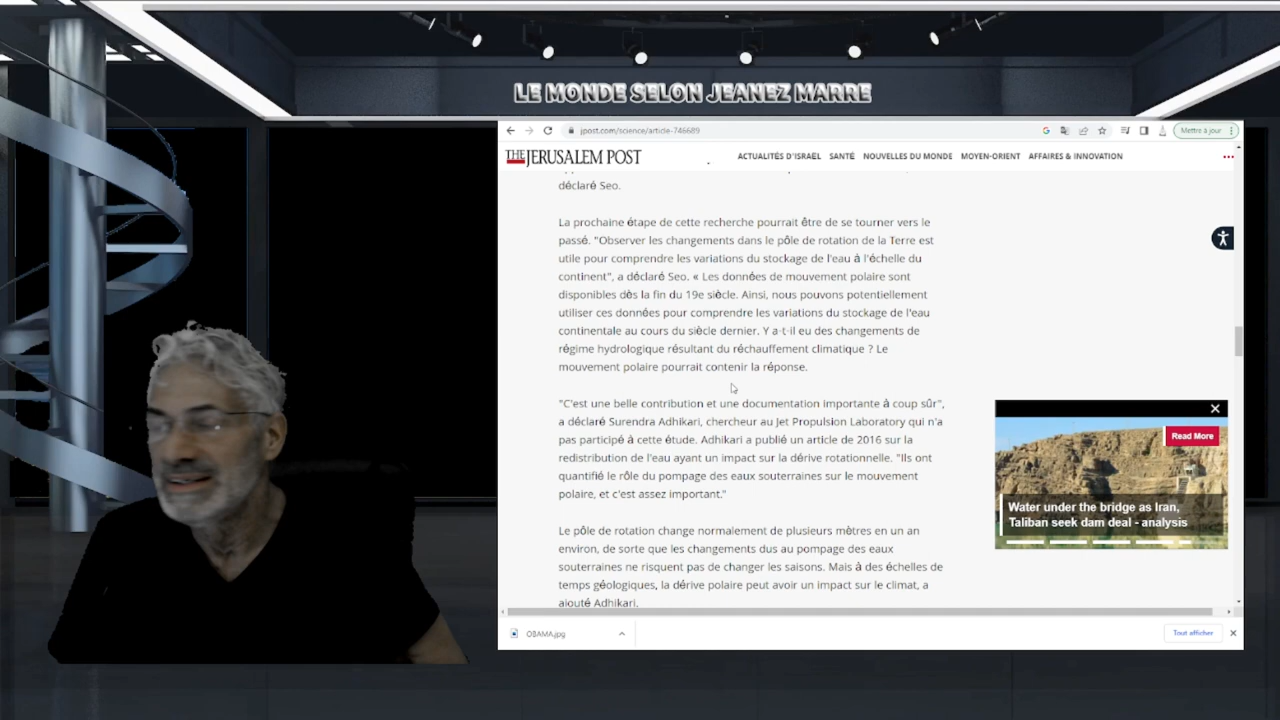 LE MONDE SELON JEANEZ MARRE
jpost.com/science/article-746689
Mettre à jour
THE JERUSALEM POST
ACTUALITÉS D'ISRAËL SANTÉ NOUVELLES DU MONDE MOYEN-ORIENT AFFAIRES & INNOVATION
déclaré Seo.
La prochaine étape de cette recherche pourrait être de se tourner vers le
passé. "Observer les changements dans le pôle de rotation de la Terre est
utile pour comprendre les variations du stockage de l'eau à l'échelle du
continent", a déclaré Seo. « Les données de mouvement polaire sont
disponibles dès la fin du 19e siècle. Ainsi, nous pouvons potentiellement
utiliser ces données pour comprendre les variations du stockage de l'eau
continentale au cours du siècle dernier. Y a-t-il eu des changements de
régime hydrologique résultant du réchauffement climatique ? Le
mouvement polaire pourrait contenir la réponse.
"C'est une belle contribution et une documentation importante à coup sûr",
a déclaré Surendra Adhikari, chercheur au Jet Propulsion Laboratory qui n'a
pas participé à cette étude. Adhikari a publié un article de 2016 sur la
redistribution de l'eau ayant un impact sur la dérive rotationnelle. "Ils ont
quantifié le rôle du pompage des eaux souterraines sur le mouvement
polaire, et c'est assez important."
Le pôle de rotation change normalement de plusieurs mètres en un an
environ, de sorte que les changements dus au pompage des eaux
souterraines ne risquent pas de changer les saisons. Mais à des échelles de
temps géologiques, la dérive polaire peut avoir un impact sur le climat, a
ajouté Adhikari.
Read More
Water under the bridge as Iran,
Taliban seek dam deal - analysis
OBAMA.jpg
Tout afficher